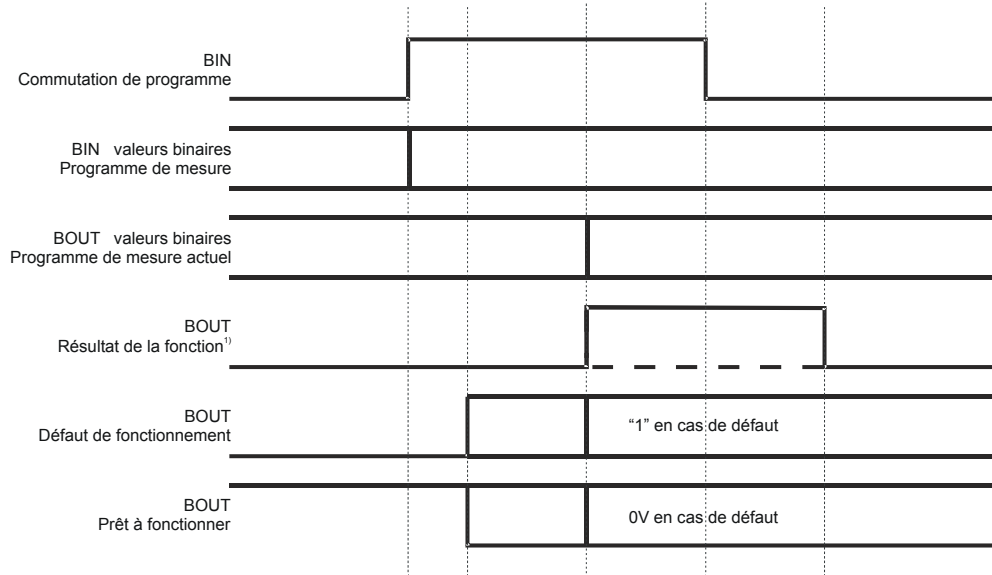 BIN
Commutation de programme
BIN valeurs binaires
Programme de mesure
BOUT valeurs binaires
Programme de mesure actuel
BOUT
Résultat de la fonction¹⁾
BOUT
Défaut de fonctionnement
“1” en cas de défaut
BOUT
Prêt à fonctionner
0V en cas de défaut